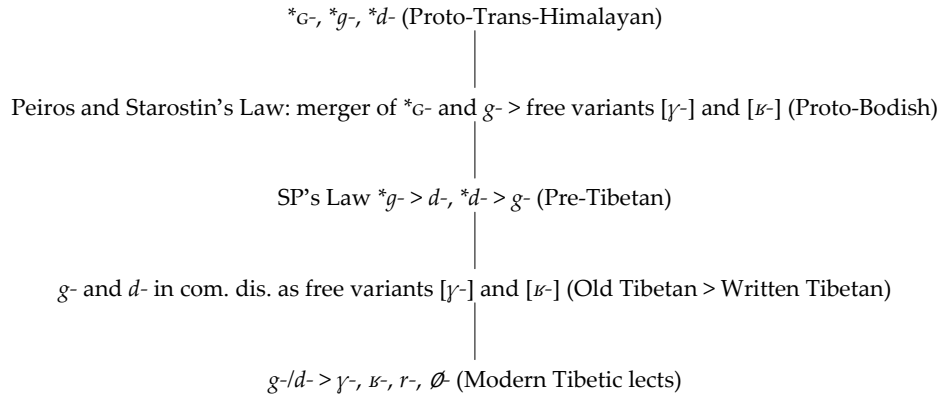 *ɢ-, *g-, *d- (Proto-Trans-Himalayan)
Peiros and Starostin’s Law: merger of *ɢ- and g- > free variants [ɣ-] and [ʁ-] (Proto-Bodish)
SP’s Law *g- > d-, *d- > g- (Pre-Tibetan)
g- and d- in com. dis. as free variants [ɣ-] and [ʁ-] (Old Tibetan > Written Tibetan)
g-/d- > ɣ-, ʁ-, r-, Ø- (Modern Tibetic lects)